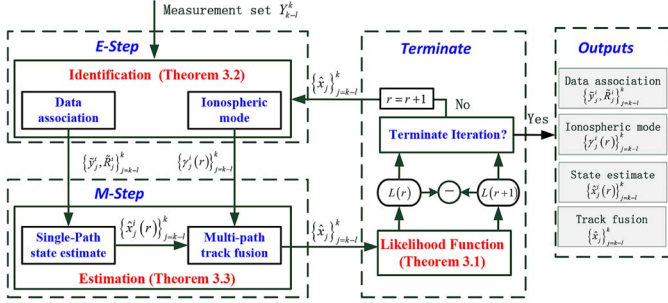 Measurement set Y_{k-l}^{k}
E-Step
Identification (Theorem 3.2)
Data association
Ionospheric mode
{ỹ_j^i, R̃_j^i}_{j=k-l}^{k}
{γ_j^i(r)}_{j=k-l}^{k}
M-Step
Single-Path state estimate
{x̂_j^i(r)}_{j=k-l}^{k}
Multi-path track fusion
Estimation (Theorem 3.3)
{x̂_j}_{j=k-l}^{k}
{x̂_j}_{j=k-l}^{k}
Terminate
r = r+1
No
Terminate Iteration?
Yes
L(r)
−
L(r+1)
Likelihood Function
(Theorem 3.1)
Outputs
Data association
{ỹ_j^i, R̃_j^i}_{j=k-l}^{k}
Ionospheric mode
{γ_j^i(r)}_{j=k-l}^{k}
State estimate
{x̂_j^i(r)}_{j=k-l}^{k}
Track fusion
{x̂_j}_{j=k-l}^{k}